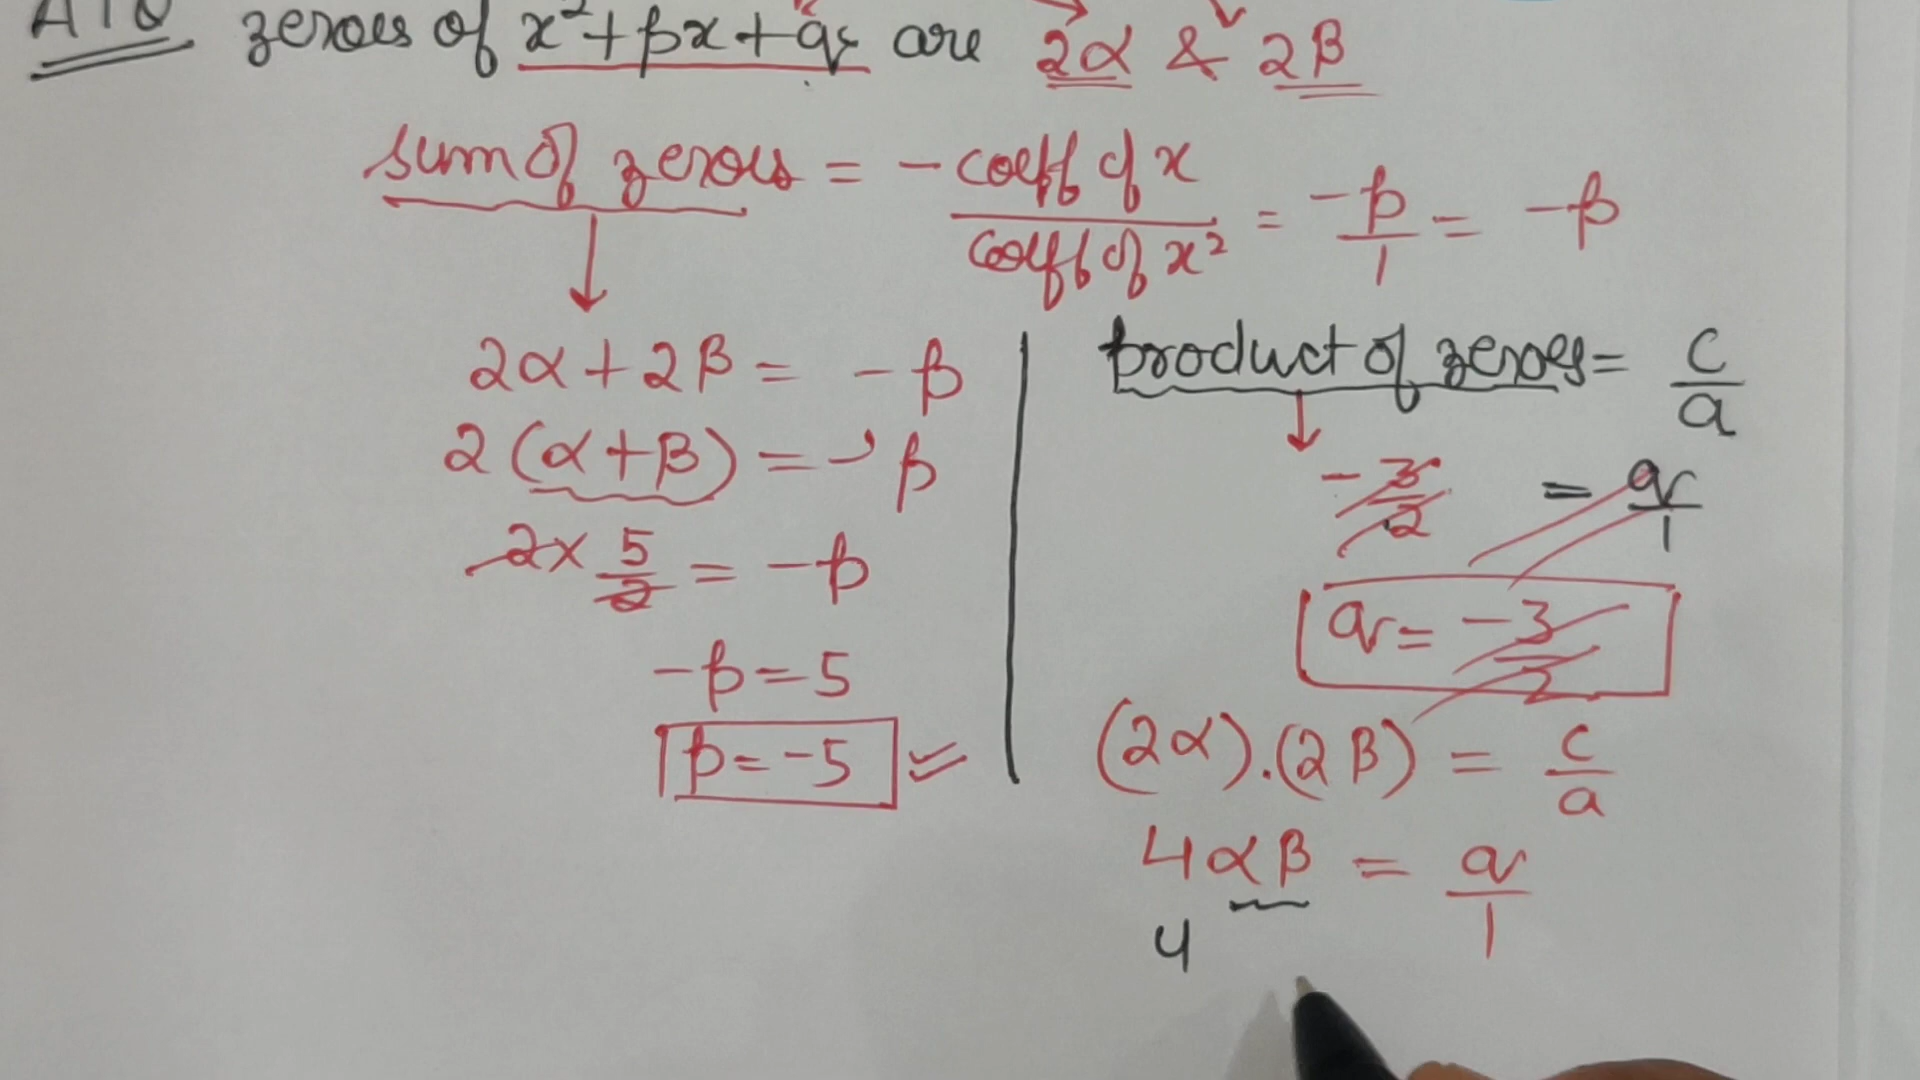 ATQ zeroes of x²+px+q are 2α & 2β
sum of zeroes = -coeff of x / coeff of x² = -p/1 = -p
2α+2β = -p
2(α+β) = -p
2× 5/2 = -p
-p=5
p=-5
product of zeroes= c/a
-3/2 = q/1
q= -3/2
(2α).(2β) = c/a
4αβ = q/1
4